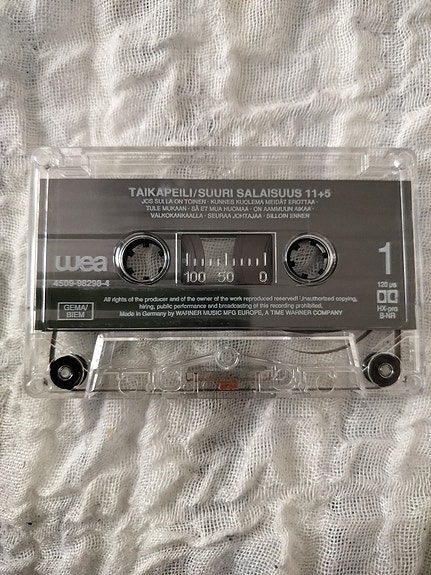 TAIKAPEILI/SUURI SALAISUUS 11+5
JOS SULLA ON TOINEN · KUNNES KUOLEMA MEIDÄT EROTTAA ·
TULE MUKAAN · SÄ ET MUA HUOMAA · ON AAMMUUN AIKAA ·
VALKOKANKAALLA · SEURAA JOHTAJAA · SILLOIN ENNEN
wea
4509-98298-4
100 50 0
1
120 µs
HX-pro
B-NR
GEMA/
BIEM
All rights of the producer and of the owner of the work reproduced reserved! Unauthorized copying,
hiring, public performance and broadcasting of this recording prohibited.
Made in Germany by WARNER MUSIC MFG EUROPE, A TIME WARNER COMPANY